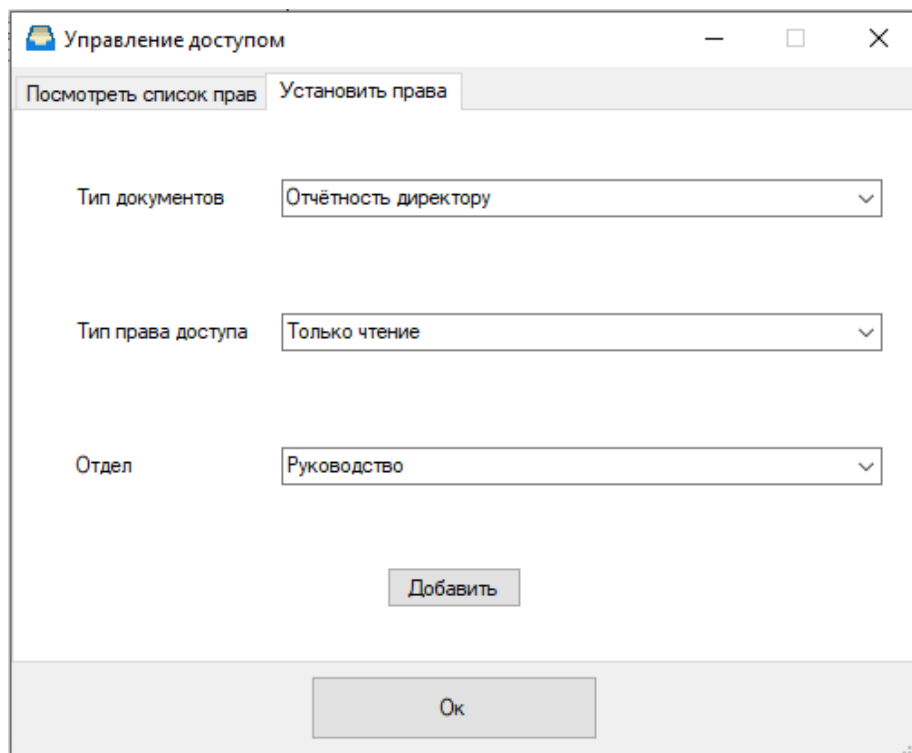 Управление доступом
Посмотреть список прав Установить права
Тип документов Отчётность директору
Тип права доступа Только чтение
Отдел Руководство
Добавить
Ок